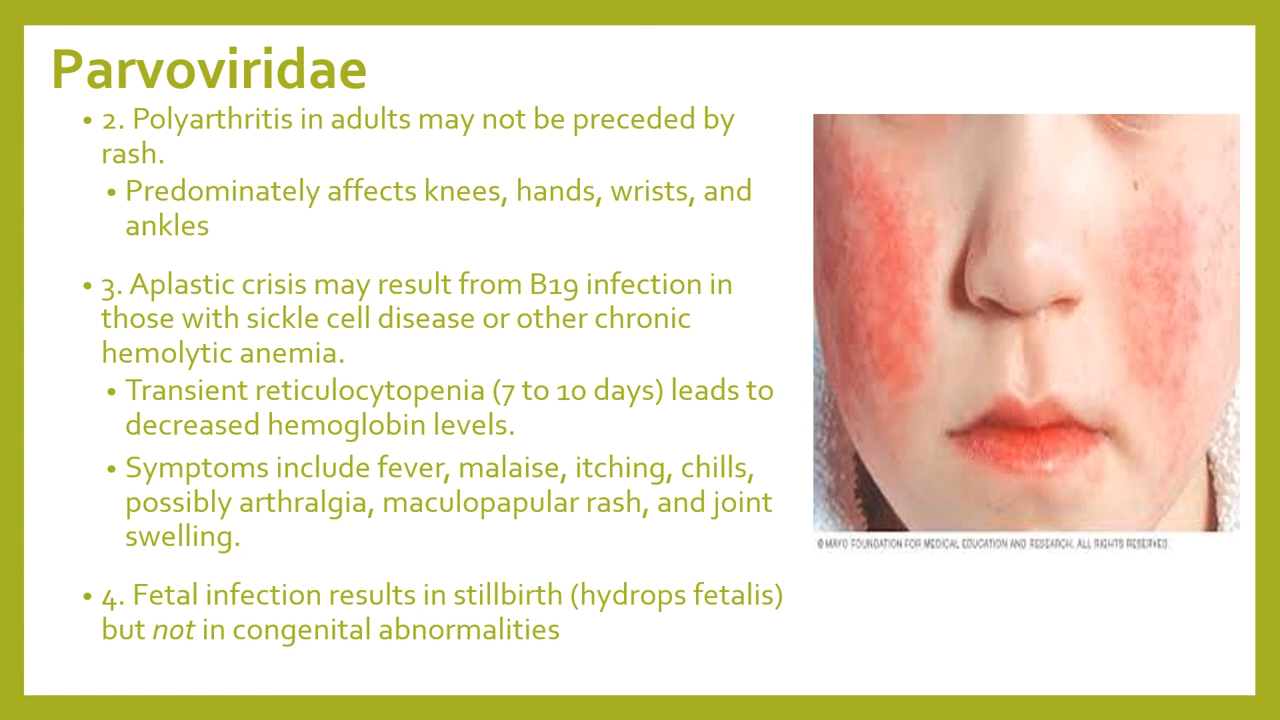 Parvoviridae
• 2. Polyarthritis in adults may not be preceded by
rash.
• Predominately affects knees, hands, wrists, and
ankles
• 3. Aplastic crisis may result from B19 infection in
those with sickle cell disease or other chronic
hemolytic anemia.
• Transient reticulocytopenia (7 to 10 days) leads to
decreased hemoglobin levels.
• Symptoms include fever, malaise, itching, chills,
possibly arthralgia, maculopapular rash, and joint
swelling.
• 4. Fetal infection results in stillbirth (hydrops fetalis)
but not in congenital abnormalities
© MAYO FOUNDATION FOR MEDICAL EDUCATION AND RESEARCH. ALL RIGHTS RESERVED.